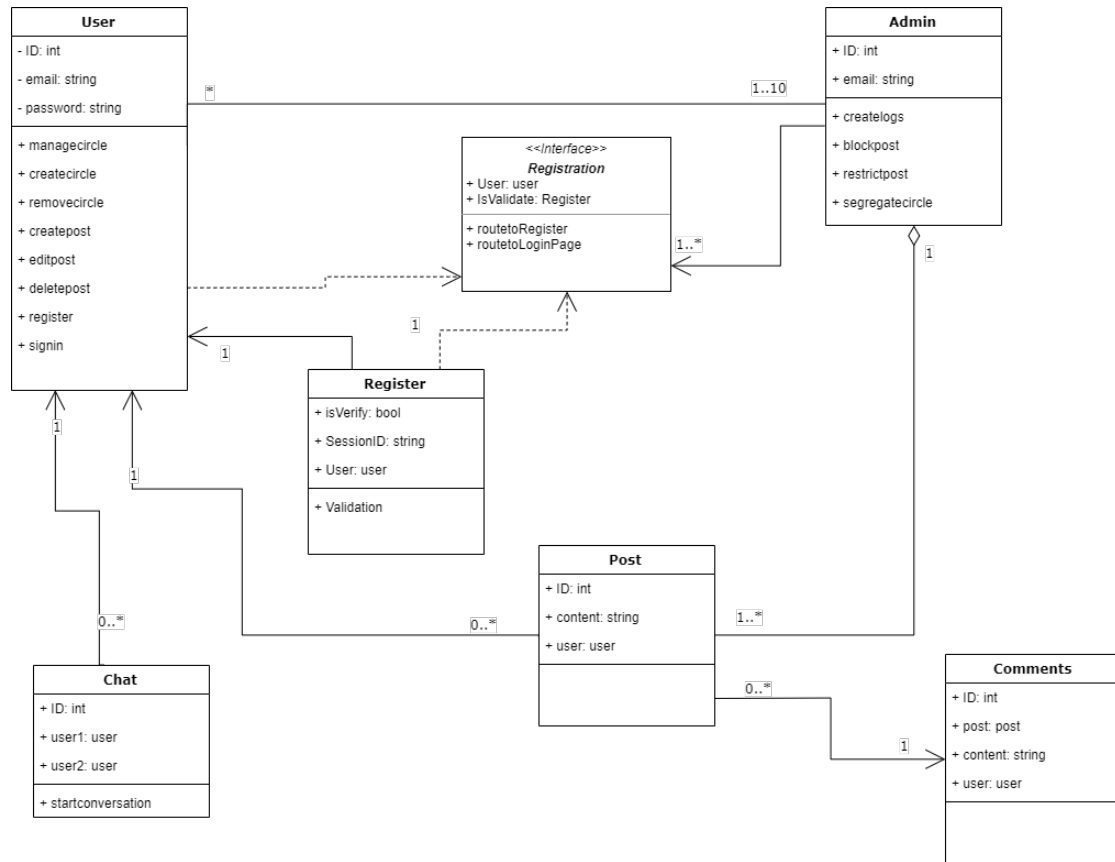 User
- ID: int
- email: string
- password: string
+ managecircle
+ createcircle
+ removecircle
+ createpost
+ editpost
+ deletepost
+ register
+ signin
*
1..10
Admin
+ ID: int
+ email: string
+ createlogs
+ blockpost
+ restrictpost
+ segregatecircle
<<Interface>>
Registration
+ User: user
+ IsValidate: Register
+ routetoRegister
+ routetoLoginPage
1..*
1
1
1
Register
+ isVerify: bool
+ SessionID: string
+ User: user
+ Validation
1
1
0..*
0..*
Post
+ ID: int
+ content: string
+ user: user
1..*
0..*
1
Chat
+ ID: int
+ user1: user
+ user2: user
+ startconversation
Comments
+ ID: int
+ post: post
+ content: string
+ user: user